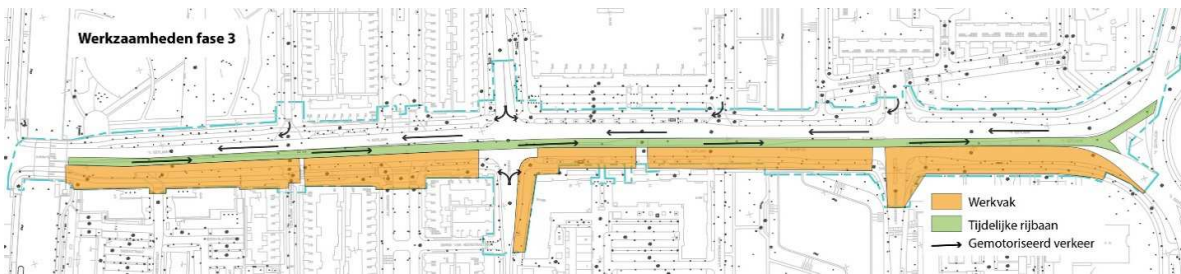 Werkzaamheden fase 3
Werkvak
Tijdelijke rijbaan
Gemotoriseerd verkeer